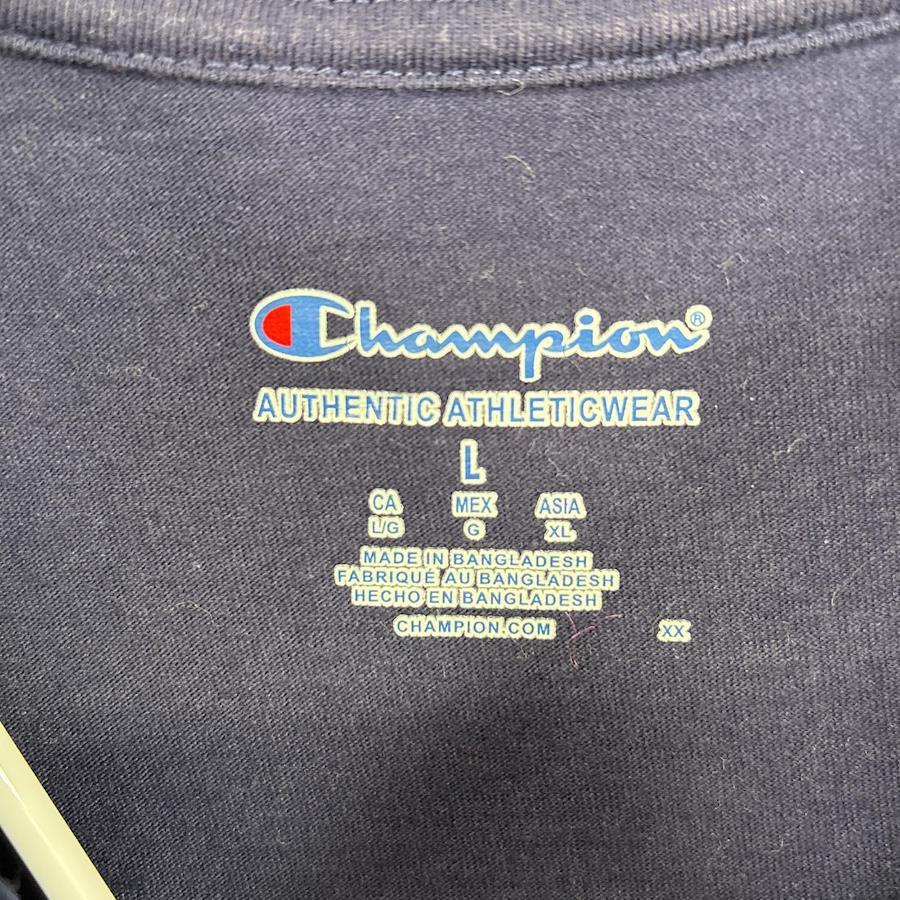 Champion®
AUTHENTIC ATHLETICWEAR
L
CA MEX ASIA
L/G G XL
MADE IN BANGLADESH
FABRIQUÉ AU BANGLADESH
HECHO EN BANGLADESH
CHAMPION.COM XX